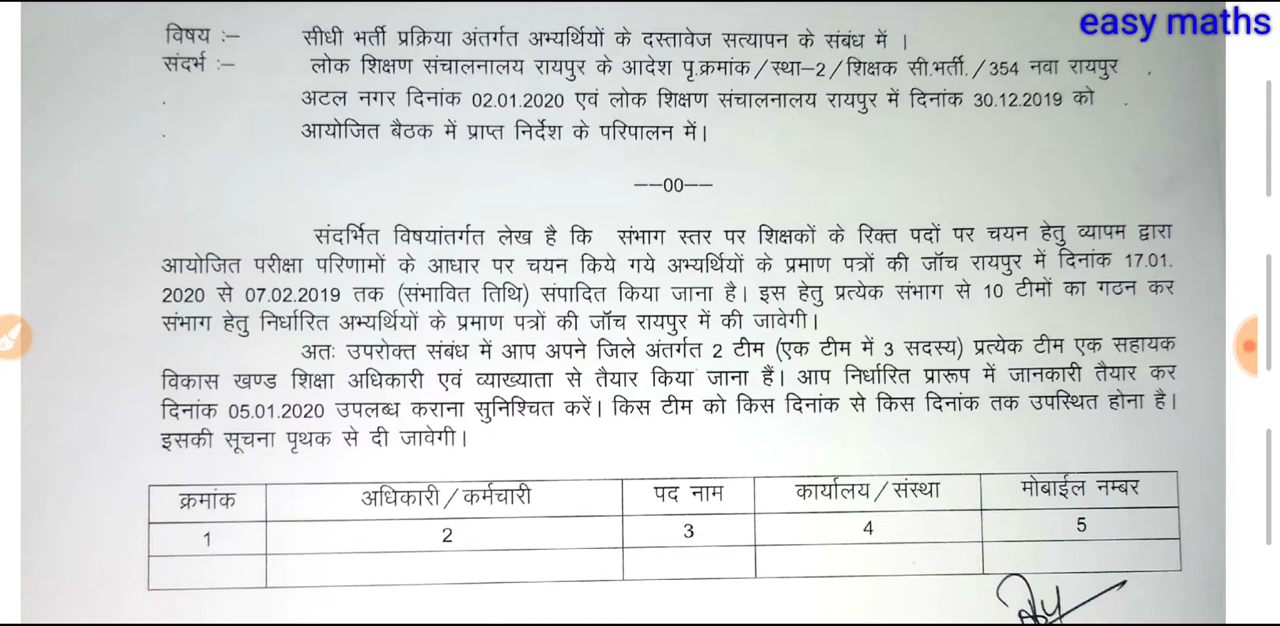 easy maths
विषय :– सीधी भर्ती प्रक्रिया अंतर्गत अभ्यर्थियों के दस्तावेज सत्यापन के संबंध में ।
संदर्भ :– लोक शिक्षण संचालनालय रायपुर के आदेश पृ.क्रमांक/स्था–2/शिक्षक सी.भर्ती./354 नवा रायपुर
अटल नगर दिनांक 02.01.2020 एवं लोक शिक्षण संचालनालय रायपुर में दिनांक 30.12.2019 को
आयोजित बैठक में प्राप्त निर्देश के परिपालन में।
––00––
संदर्भित विषयांतर्गत लेख है कि संभाग स्तर पर शिक्षकों के रिक्त पदों पर चयन हेतु व्यापम द्वारा
आयोजित परीक्षा परिणामों के आधार पर चयन किये गये अभ्यर्थियों के प्रमाण पत्रों की जॉच रायपुर में दिनांक 17.01.
2020 से 07.02.2019 तक (संभावित तिथि) संपादित किया जाना है। इस हेतु प्रत्येक संभाग से 10 टीमों का गठन कर
संभाग हेतु निर्धारित अभ्यर्थियों के प्रमाण पत्रों की जॉच रायपुर में की जावेगी।
अतः उपरोक्त संबंध में आप अपने जिले अंतर्गत 2 टीम (एक टीम में 3 सदस्य) प्रत्येक टीम एक सहायक
विकास खण्ड शिक्षा अधिकारी एवं व्याख्याता से तैयार किया जाना हैं। आप निर्धारित प्रारूप में जानकारी तैयार कर
दिनांक 05.01.2020 उपलब्ध कराना सुनिश्चित करें। किस टीम को किस दिनांक से किस दिनांक तक उपस्थित होना है।
इसकी सूचना पृथक से दी जावेगी।
क्रमांक अधिकारी/कर्मचारी पद नाम कार्यालय/संस्था मोबाईल नम्बर
1 2 3 4 5